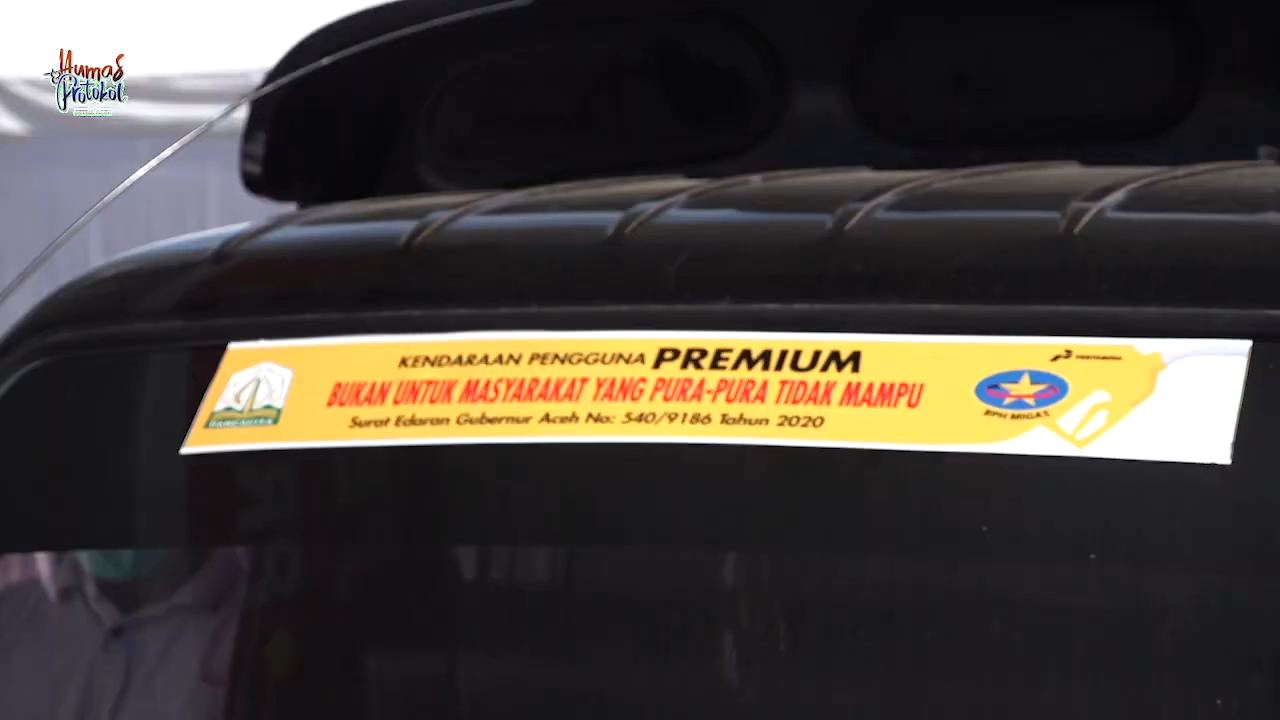 Humas
Protokol
KENDARAAN PENGGUNA PREMIUM
BUKAN UNTUK MASYARAKAT YANG PURA-PURA TIDAK MAMPU
Surat Edaran Gubernur Aceh No: 540/9186 Tahun 2020
PANCACITA
PERTAMINA
BPH MIGAS